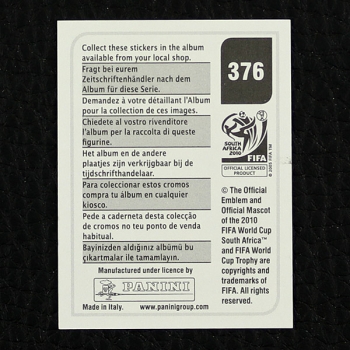 Collect these stickers in the album
available from your local shop.
Fragt bei eurem
Zeitschriftenhändler nach dem
Album für diese Serie.
Demandez à votre détaillant l'Album
pour la collection de ces images.
Chiedete al vostro rivenditore
l'album per la raccolta di queste
figurine.
Het album en de andere
plaatjes zijn verkrijgbaar bij de
tijdschrifthandelaar.
Para coleccionar estos cromos
compra tu álbum en cualquier
kiosco.
Pede a caderneta desta colecção
de cromos no teu ponto de venda
habitual.
Bayinizden aldığınız albümü bu
çıkartmalar ile tamamlayın.
Manufactured under licence by
PANINI
Made in Italy. www.paninigroup.com
376
SOUTH AFRICA
2010
FIFA
OFFICIAL LICENSED
PRODUCT
© The Official
Emblem and
Official Mascot
of the 2010
FIFA World Cup
South Africa™
and FIFA World
Cup Trophy are
copyrights and
trademarks of
FIFA. All rights
reserved.